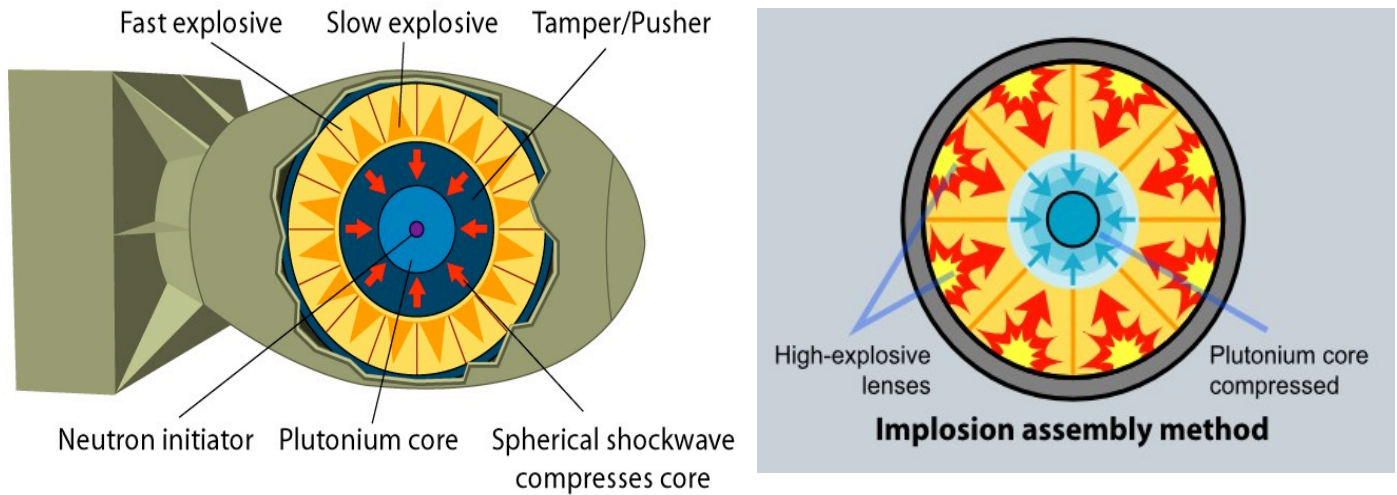 Fast explosive
Slow explosive
Tamper/Pusher
Neutron initiator
Plutonium core
Spherical shockwave
compresses core
High-explosive
lenses
Plutonium core
compressed
Implosion assembly method